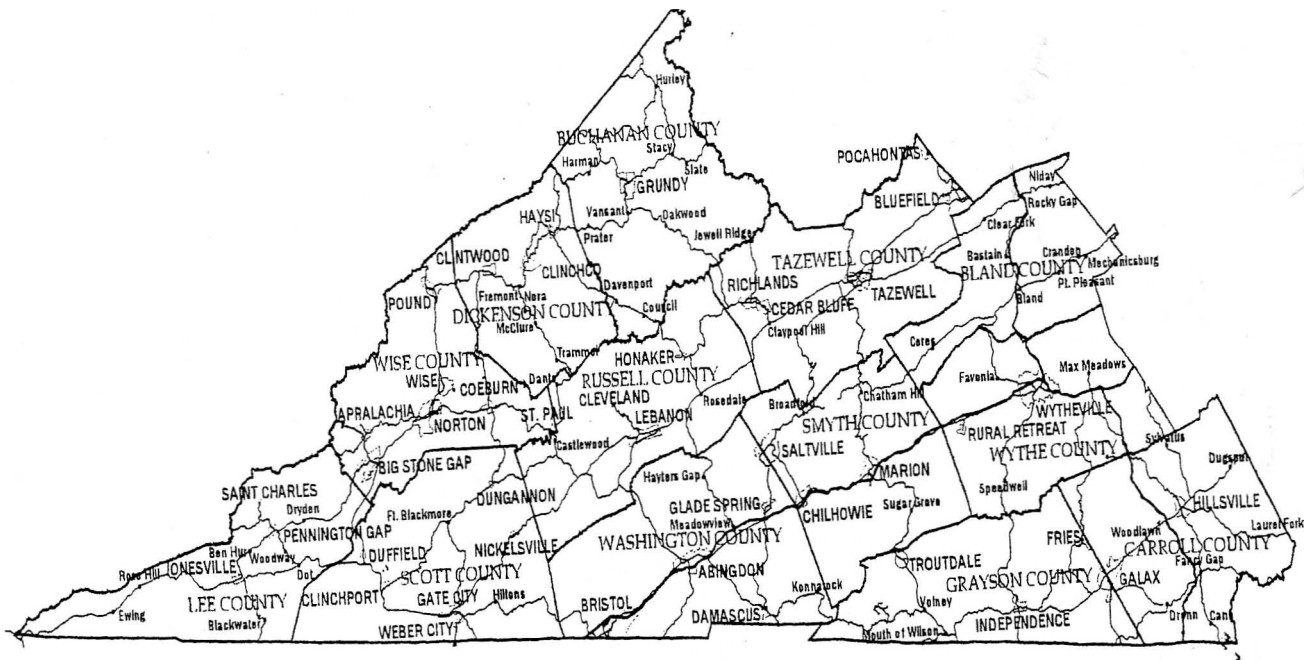 Hurley
BUCHANAN COUNTY
Stacy
Harman
Slate
GRUNDY
POCAHONTAS
Niday
BLUEFIELD
Rocky Gap
HAYSI
Vansant
Oakwood
Clear Fork
Prater
Jewell Ridge
CLINTWOOD
TAZEWELL COUNTY
Bastain
Crandon
Mechanicsburg
CLINCHCO
BLAND COUNTY
Davenport
RICHLANDS
Pt. Pleasant
POUND
Fremont
Nora
TAZEWELL
Bland
DICKENSON COUNTY
Council
CEDAR BLUFF
McClure
Claypool Hill
Ceres
Trammer
HONAKER
WISE COUNTY
RUSSELL COUNTY
Max Meadows
WISE
COEBURN
Dant
Favonia
CLEVELAND
Chatham Hill
Rosedale
Broadford
APRALACHIA
ST. PAUL
LEBANON
SMYTH COUNTY
WYTHEVILLE
NORTON
RURAL RETREAT
Castlewood
SALTVILLE
WYTHE COUNTY
Sylvatus
BIG STONE GAP
MARION
Dugspur
Hayters Gap
SAINT CHARLES
DUNGANNON
Speedwell
Dryden
GLADE SPRING
Sugar Grove
HILLSVILLE
Ft. Blackmore
CHILHOWIE
Meadowview
Laurel Fork
PENNINGTON GAP
WASHINGTON COUNTY
Woodlawn
FRIES
Ben Hur
Woodway
DUFFIELD
NICKELSVILLE
CARROLL COUNTY
Rose Hill
JONESVILLE
TROUTDALE
Fancy Gap
Dot
SCOTT COUNTY
ABINGDON
GRAYSON COUNTY
GALAX
Konnarock
CLINCHPORT
GATE CITY
Hiltons
LEE COUNTY
BRISTOL
Volney
Ewing
DAMASCUS
Drenn
Cana
Blackwater
WEBER CITY
INDEPENDENCE
Mouth of Wilson